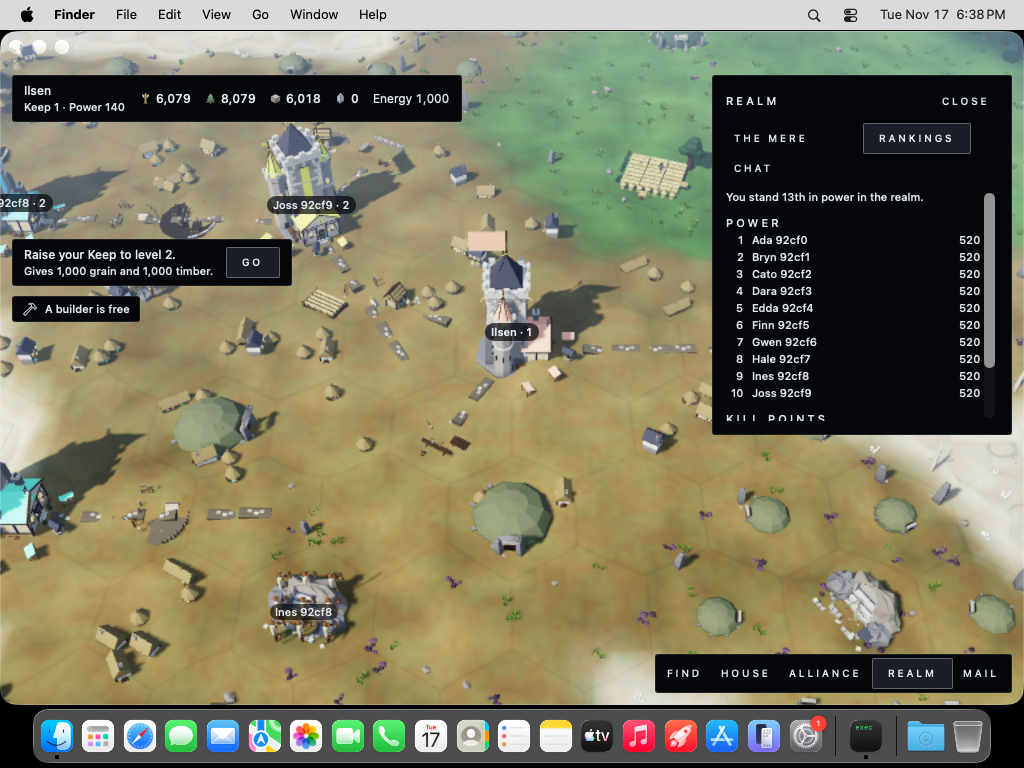 Finder File Edit View Go Window Help Tue Nov 17 6:38 PM
Ilsen
Keep 1 · Power 140
6,079 8,079 6,018 0 Energy 1,000
REALM CLOSE
THE MERE RANKINGS
CHAT
You stand 13th in power in the realm.
POWER
1 Ada 92cf0 520
2 Bryn 92cf1 520
3 Cato 92cf2 520
4 Dara 92cf3 520
5 Edda 92cf4 520
6 Finn 92cf5 520
7 Gwen 92cf6 520
8 Hale 92cf7 520
9 Ines 92cf8 520
10 Joss 92cf9 520
KILL POINTS
92cf8 · 2
Joss 92cf9 · 2
Raise your Keep to level 2.
Gives 1,000 grain and 1,000 timber.
GO
A builder is free
Ilsen · 1
Ines 92cf8
FIND HOUSE ALLIANCE REALM MAIL
Tue
17
tv
1
exec